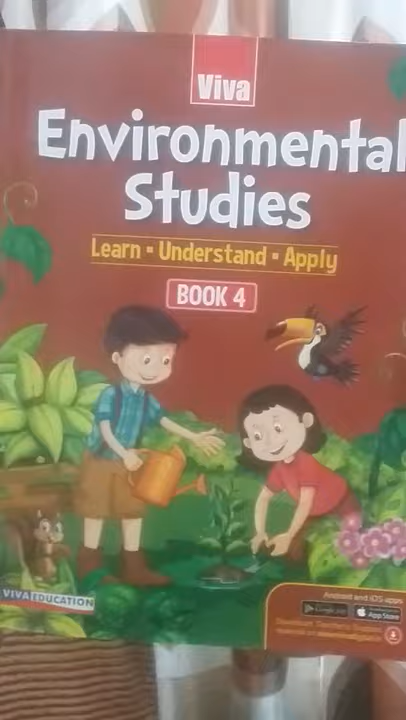 Viva
Environmental
Studies
Learn • Understand • Apply
BOOK 4
VIVA EDUCATION
Android and iOS apps
Google play
App Store